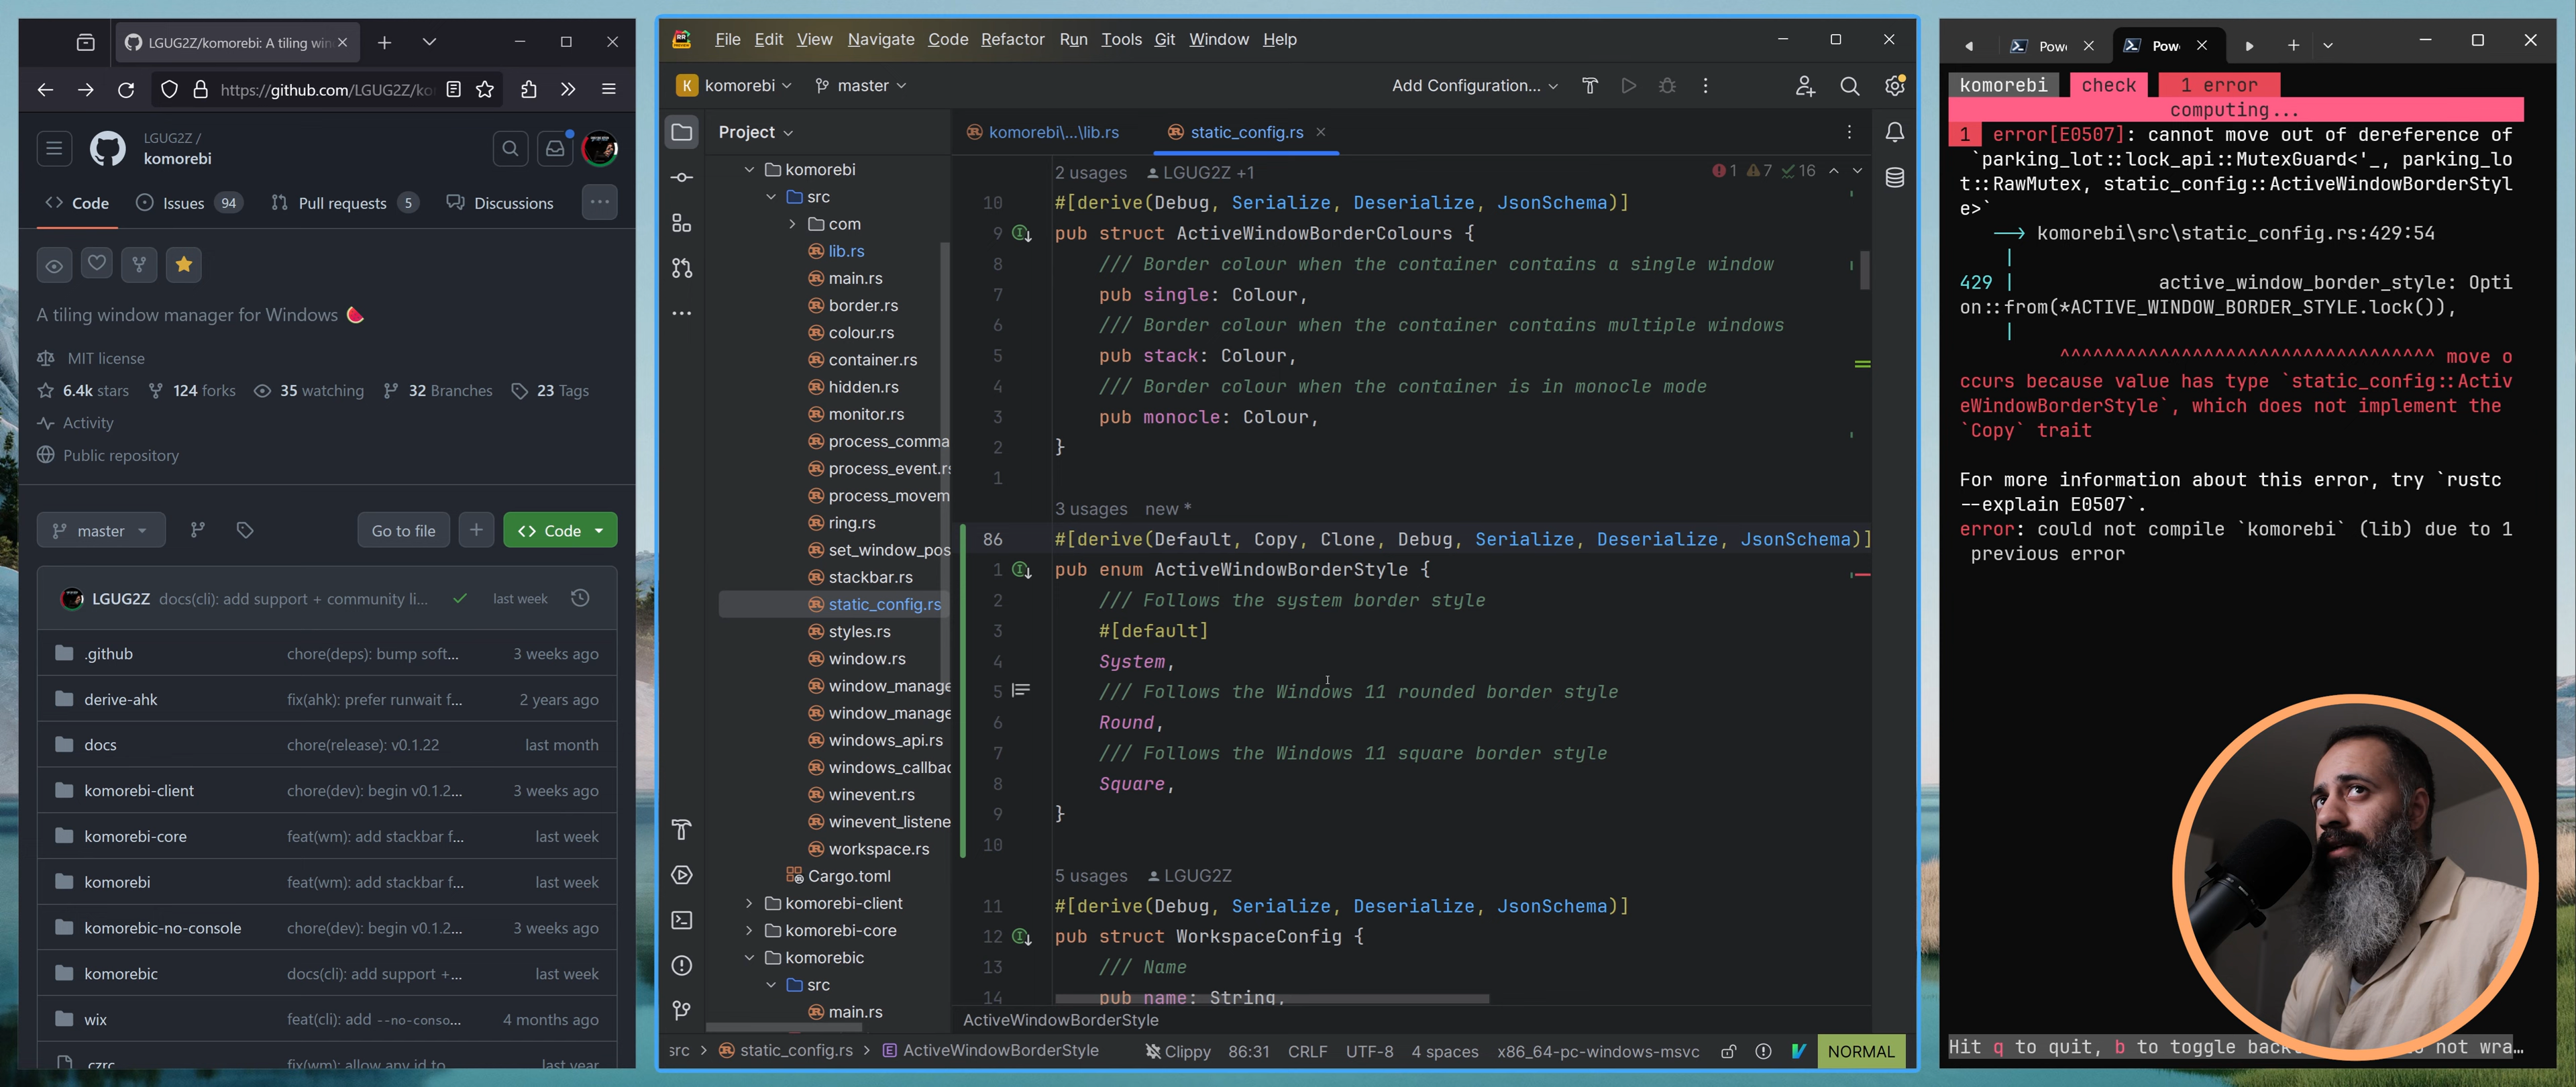 LGUG2Z/komorebi: A tiling win
https://github.com/LGUG2Z/ko
LGUG2Z /
komorebi
Code
Issues 94
Pull requests 5
Discussions
A tiling window manager for Windows 🍉
MIT license
6.4k stars 124 forks 35 watching 32 Branches 23 Tags
Activity
Public repository
master
Go to file
Code
LGUG2Z docs(cli): add support + community li... last week
.github chore(deps): bump soft... 3 weeks ago
derive-ahk fix(ahk): prefer runwait f... 2 years ago
docs chore(release): v0.1.22 last month
komorebi-client chore(dev): begin v0.1.2... 3 weeks ago
komorebi-core feat(wm): add stackbar f... last week
komorebi feat(wm): add stackbar f... last week
komorebic-no-console chore(dev): begin v0.1.2... 3 weeks ago
komorebic docs(cli): add support +... last week
wix feat(cli): add --no-conso... 4 months ago
.czrc fix(wm): allow any id to last year
File Edit View Navigate Code Refactor Run Tools Git Window Help
K komorebi master Add Configuration...
Project
komorebi
src
com
lib.rs
main.rs
border.rs
colour.rs
container.rs
hidden.rs
monitor.rs
process_comma
process_event.rs
process_movem
ring.rs
set_window_pos
stackbar.rs
static_config.rs
styles.rs
window.rs
window_manage
window_manage
windows_api.rs
windows_callbac
winevent.rs
winevent_listene
workspace.rs
Cargo.toml
komorebi-client
komorebi-core
komorebic
src
main.rs
komorebi\...\lib.rs static_config.rs
2 usages LGUG2Z +1 1 7 16
10 #[derive(Debug, Serialize, Deserialize, JsonSchema)]
9 pub struct ActiveWindowBorderColours {
8 /// Border colour when the container contains a single window
7 pub single: Colour,
6 /// Border colour when the container contains multiple windows
5 pub stack: Colour,
4 /// Border colour when the container is in monocle mode
3 pub monocle: Colour,
2 }
1
3 usages new *
86 #[derive(Default, Copy, Clone, Debug, Serialize, Deserialize, JsonSchema)]
1 pub enum ActiveWindowBorderStyle {
2 /// Follows the system border style
3 #[default]
4 System,
5 /// Follows the Windows 11 rounded border style
6 Round,
7 /// Follows the Windows 11 square border style
8 Square,
9 }
10
5 usages LGUG2Z
11 #[derive(Debug, Serialize, Deserialize, JsonSchema)]
12 pub struct WorkspaceConfig {
13 /// Name
14 pub name: String,
ActiveWindowBorderStyle
src > static_config.rs > ActiveWindowBorderStyle Clippy 86:31 CRLF UTF-8 4 spaces x86_64-pc-windows-msvc NORMAL
Pow Pow
komorebi check 1 error
computing...
1 error[E0507]: cannot move out of dereference of
`parking_lot::lock_api::MutexGuard<'_, parking_lo
t::RawMutex, static_config::ActiveWindowBorderStyl
e>`
--> komorebi\src\static_config.rs:429:54
|
429 | active_window_border_style: Opti
on::from(*ACTIVE_WINDOW_BORDER_STYLE.lock()),
|
^^^^^^^^^^^^^^^^^^^^^^^^^^^^^^^^^^ move o
ccurs because value has type `static_config::Activ
eWindowBorderStyle`, which does not implement the
`Copy` trait
For more information about this error, try `rustc
--explain E0507`.
error: could not compile `komorebi` (lib) due to 1
previous error
Hit q to quit, b to toggle back not wra…